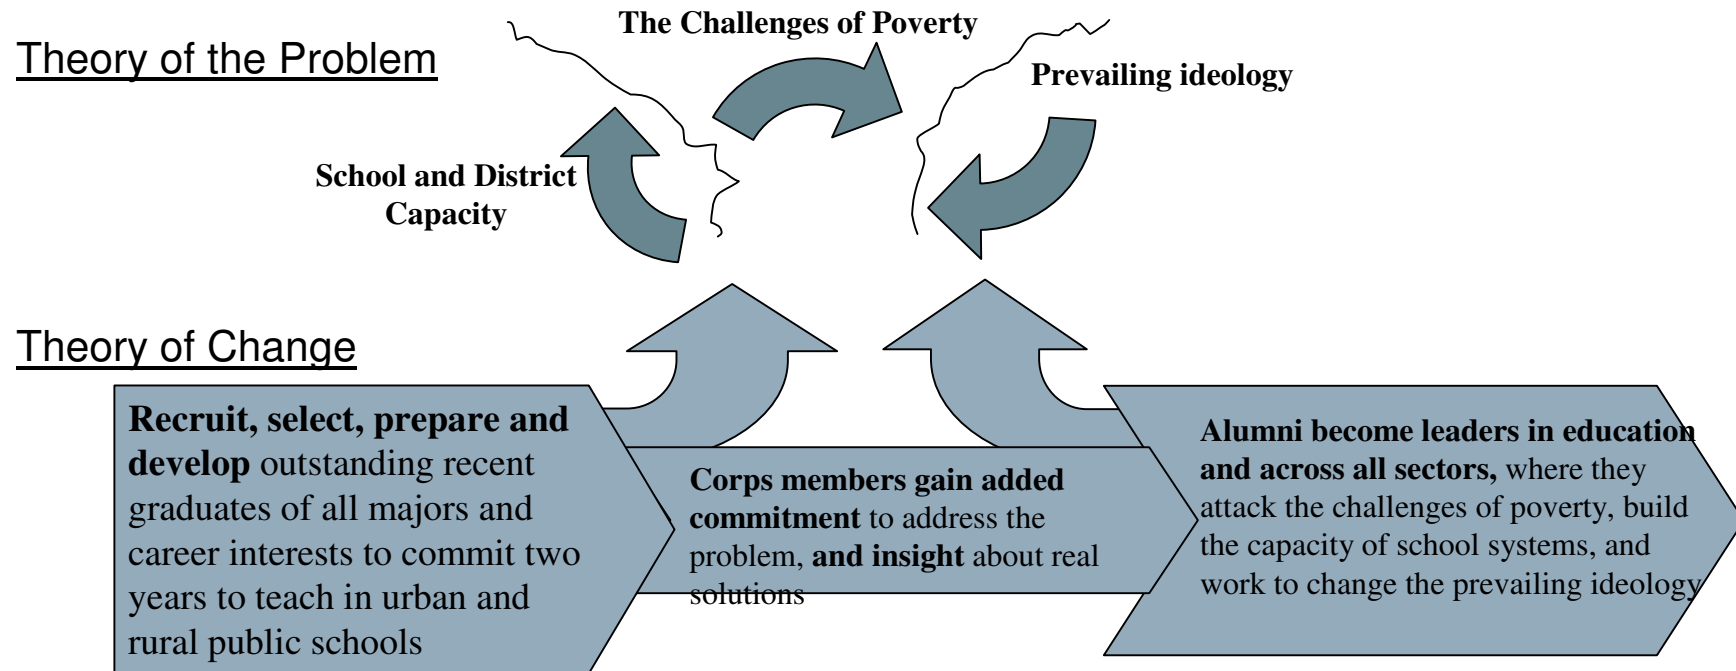 The Challenges of Poverty
Theory of the Problem
Prevailing ideology
School and District
Capacity
Theory of Change
Recruit, select, prepare and
develop outstanding recent
graduates of all majors and
career interests to commit two
years to teach in urban and
rural public schools
Corps members gain added
commitment to address the
problem, and insight about real
solutions
Alumni become leaders in education
and across all sectors, where they
attack the challenges of poverty, build
the capacity of school systems, and
work to change the prevailing ideology